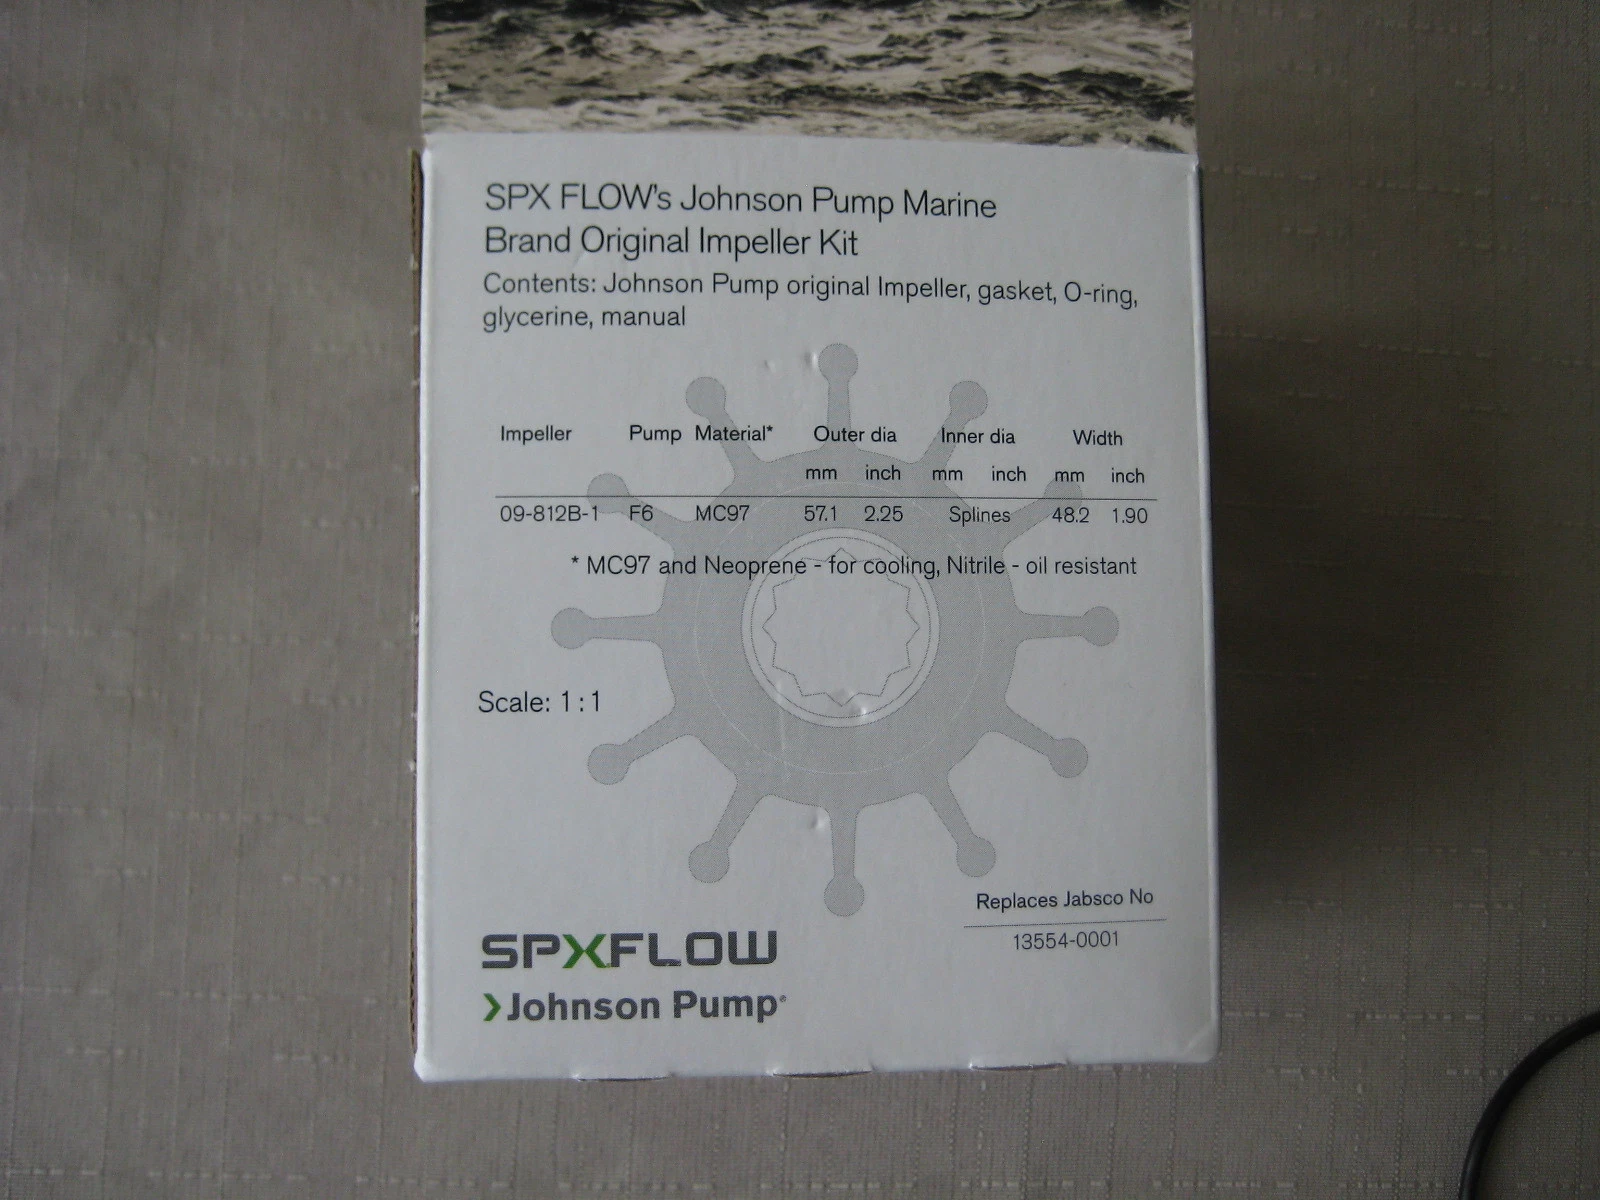 SPX FLOW's Johnson Pump Marine
Brand Original Impeller Kit
Contents: Johnson Pump original Impeller, gasket, O-ring,
glycerine, manual
Impeller Pump Material* Outer dia Inner dia Width
mm inch mm inch mm inch
09-812B-1 F6 MC97 57.1 2.25 Splines 48.2 1.90
* MC97 and Neoprene - for cooling, Nitrile - oil resistant
Scale: 1 : 1
Replaces Jabsco No
13554-0001
SPXFLOW
Johnson Pump®